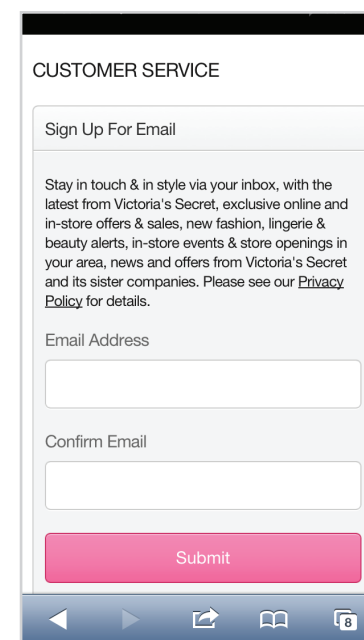 CUSTOMER SERVICE
Sign Up For Email
Stay in touch & in style via your inbox, with the
latest from Victoria's Secret, exclusive online and
in-store offers & sales, new fashion, lingerie &
beauty alerts, in-store events & store openings in
your area, news and offers from Victoria's Secret
and its sister companies. Please see our Privacy
Policy for details.
Email Address
Confirm Email
Submit
8